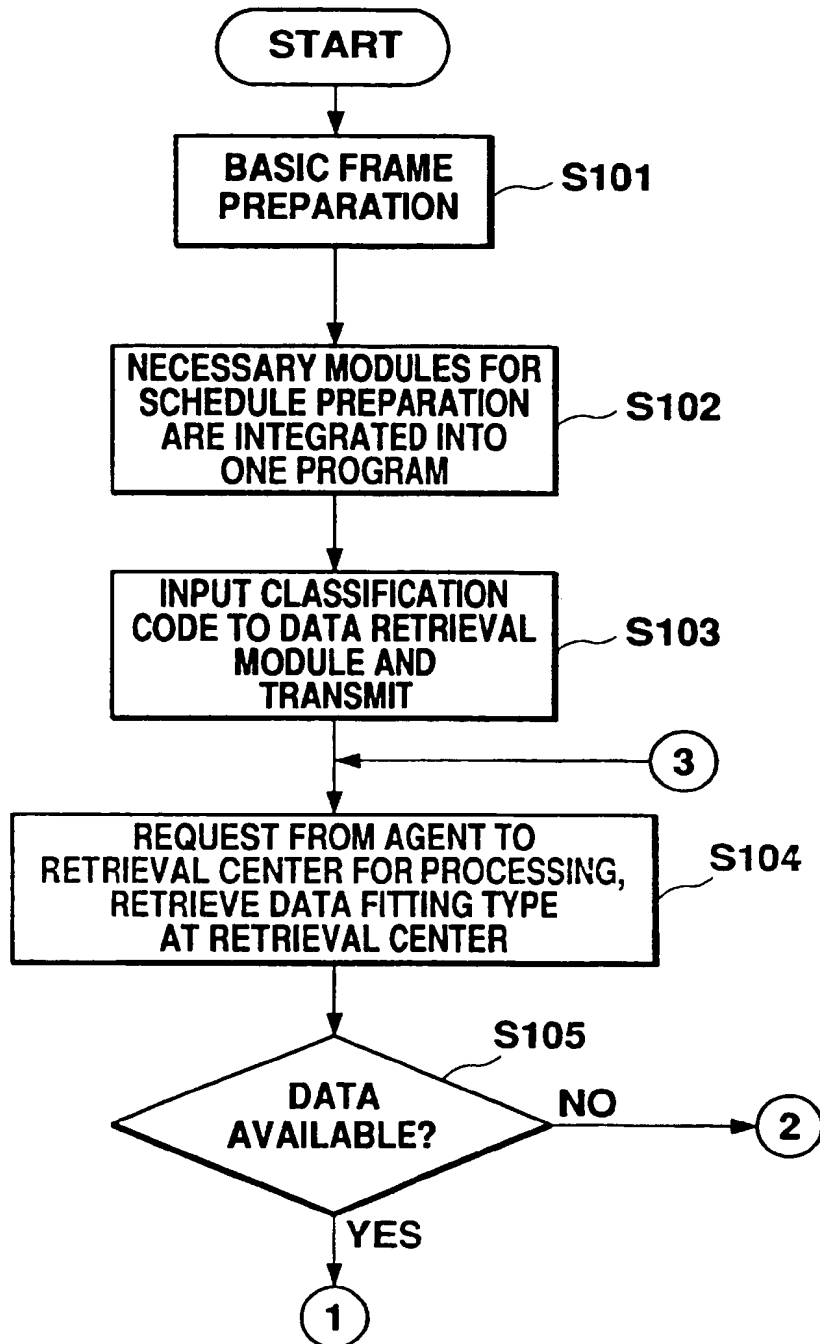 START
BASIC FRAME
PREPARATION
S101
NECESSARY MODULES FOR
SCHEDULE PREPARATION
ARE INTEGRATED INTO
ONE PROGRAM
S102
INPUT CLASSIFICATION
CODE TO DATA RETRIEVAL
MODULE AND
TRANSMIT
S103
3
REQUEST FROM AGENT TO
RETRIEVAL CENTER FOR PROCESSING,
RETRIEVE DATA FITTING TYPE
AT RETRIEVAL CENTER
S104
S105
DATA
AVAILABLE?
NO
2
YES
1